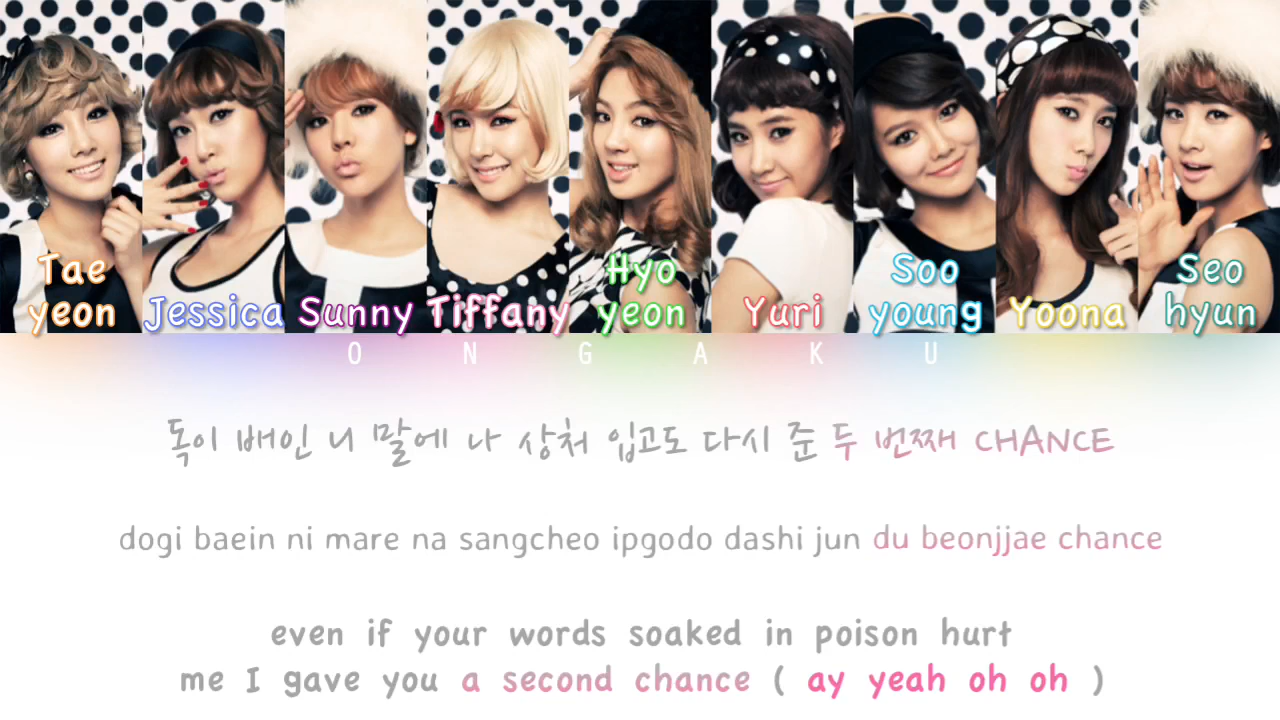 Tae
yeon
Jessica
Sunny
Tiffany
Hyo
yeon
Yuri
Soo
young
Yoona
Seo
hyun
O N G A K U
독이 배인 니 말에 나 상처 입고도 다시 준 두 번째 CHANCE
dogi baein ni mare na sangcheo ipgodo dashi jun du beonjjae chance
even if your words soaked in poison hurt
me I gave you a second chance ( ay yeah oh oh )